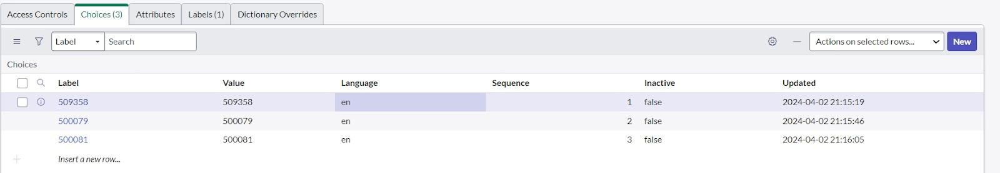 Access Controls Choices (3) Attributes Labels (1) Dictionary Overrides
Label Search Actions on selected rows... New
Choices
Label Value Language Sequence Inactive Updated
509358 509358 en 1 false 2024-04-02 21:15:19
500079 500079 en 2 false 2024-04-02 21:15:46
500081 500081 en 3 false 2024-04-02 21:16:05
Insert a new row...